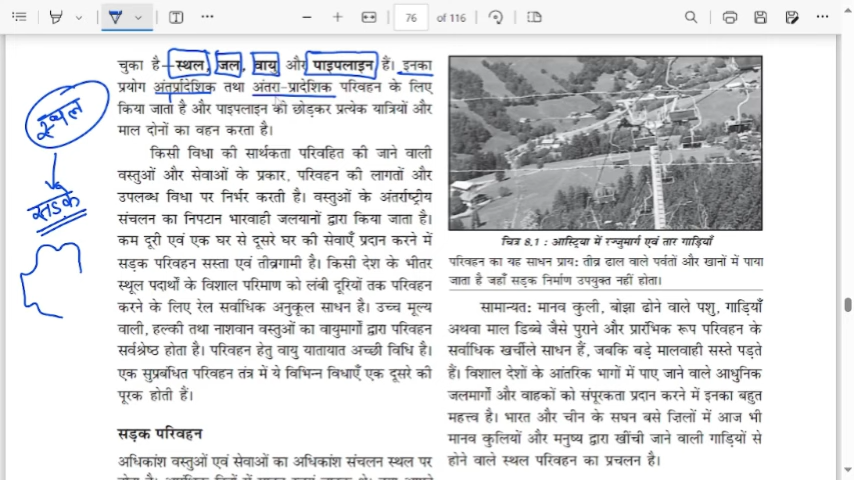 76 of 116
चुका है – स्थल, जल, वायु और पाइपलाइन हैं। इनका
प्रयोग अंतर्प्रादेशिक तथा अंतरा-प्रादेशिक परिवहन के लिए
किया जाता है और पाइपलाइन को छोड़कर प्रत्येक यात्रियों और
माल दोनों का वहन करता है।
स्थल
सड़के
किसी विधा की सार्थकता परिवहित की जाने वाली
वस्तुओं और सेवाओं के प्रकार, परिवहन की लागतों और
उपलब्ध विधा पर निर्भर करती है। वस्तुओं के अंतर्राष्ट्रीय
संचलन का निपटान भारवाही जलयानों द्वारा किया जाता है।
कम दूरी एवं एक घर से दूसरे घर की सेवाएँ प्रदान करने में
सड़क परिवहन सस्ता एवं तीव्रगामी है। किसी देश के भीतर
स्थूल पदार्थों के विशाल परिमाण को लंबी दूरियों तक परिवहन
करने के लिए रेल सर्वाधिक अनुकूल साधन है। उच्च मूल्य
वाली, हल्की तथा नाशवान वस्तुओं का वायुमार्गों द्वारा परिवहन
सर्वश्रेष्ठ होता है। परिवहन हेतु वायु यातायात अच्छी विधि है।
एक सुप्रबंधित परिवहन तंत्र में ये विभिन्न विधाएँ एक दूसरे की
पूरक होती हैं।
सड़क परिवहन
अधिकांश वस्तुओं एवं सेवाओं का अधिकांश संचलन स्थल पर
चित्र 8.1 : आस्ट्रिया में रज्जुमार्ग एवं तार गाड़ियाँ
परिवहन का यह साधन प्राय: तीव्र ढाल वाले पर्वतों और खानों में पाया
जाता है जहाँ सड़क निर्माण उपयुक्त नहीं होता।
सामान्यत: मानव कुली, बोझा ढोने वाले पशु, गाड़ियाँ
अथवा माल डिब्बे जैसे पुराने और प्रारंभिक रूप परिवहन के
सर्वाधिक खर्चीले साधन हैं, जबकि बड़े मालवाही सस्ते पड़ते
हैं। विशाल देशों के आंतरिक भागों में पाए जाने वाले आधुनिक
जलमार्गों और वाहकों को संपूरकता प्रदान करने में इनका बहुत
महत्त्व है। भारत और चीन के सघन बसे ज़िलों में आज भी
मानव कुलियों और मनुष्य द्वारा खींची जाने वाली गाड़ियों से
होने वाले स्थल परिवहन का प्रचलन है।